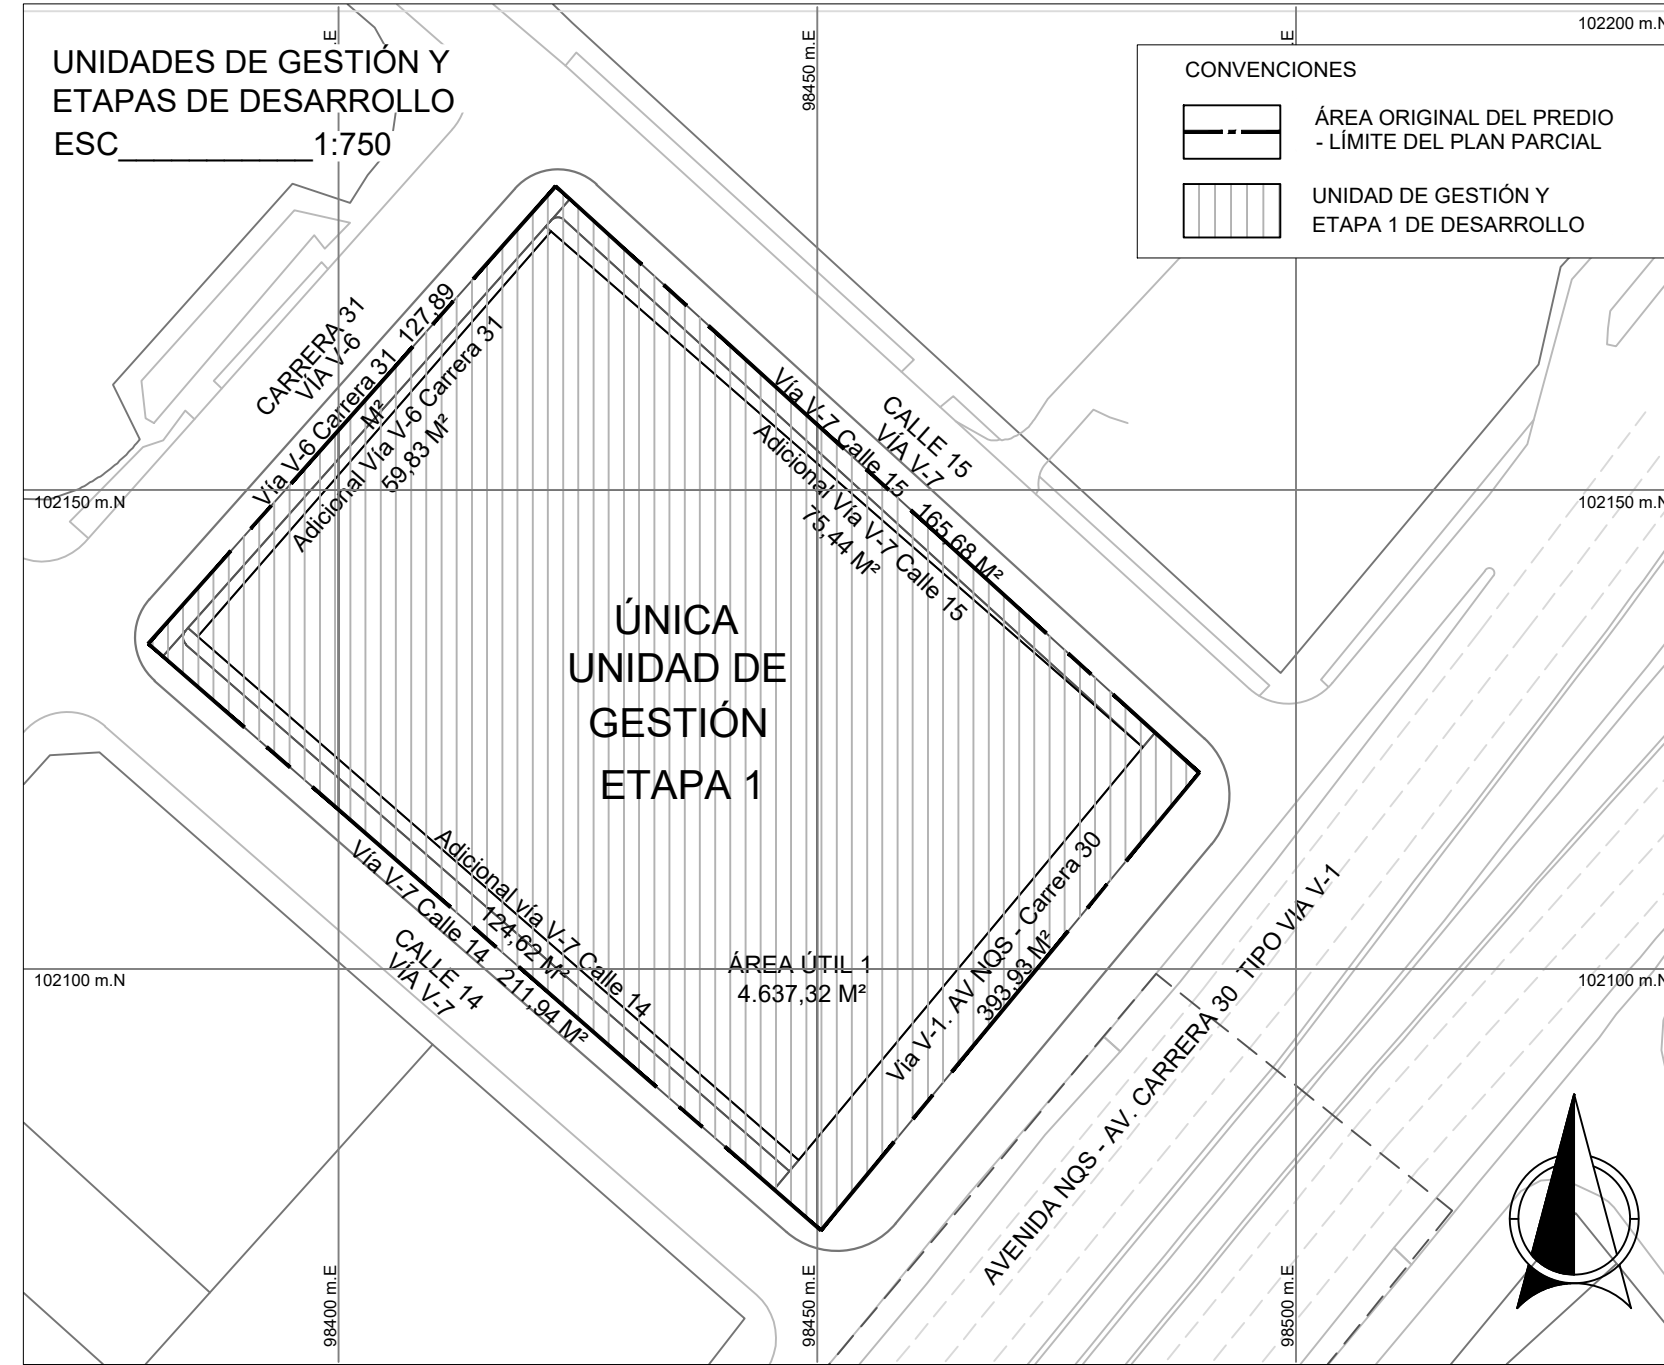 UNIDADES DE GESTIÓN Y
ETAPAS DE DESARROLLO
ESC___________1:750
102200 m.N
98450 m.E
CONVENCIONES
ÁREA ORIGINAL DEL PREDIO
- LÍMITE DEL PLAN PARCIAL
UNIDAD DE GESTIÓN Y
ETAPA 1 DE DESARROLLO
CARRERA 31
VÍA V-6
Vía V-6 Carrera 31 127,89
M²
Adicional Vía V-6 Carrera 31
59,83 M²
Vía V-7 Calle 15 165,68 M²
Adicional Vía V-7 Calle 15
75,44 M²
CALLE 15
VÍA V-7
102150 m.N
102150 m.N
ÚNICA
UNIDAD DE
GESTIÓN
ETAPA 1
Adicional vía V-7 Calle 14
124,62 M²
Vía V-7 Calle 14 211,94 M²
CALLE 14
VÍA V-7
ÁREA ÚTIL 1
4.637,32 M²
Via V-1. AV NQS - Carrera 30
393,93 M²
AVENIDA NQS - AV. CARRERA 30 TIPO VIA V-1
102100 m.N
102100 m.N
98400 m.E
98450 m.E
98500 m.E